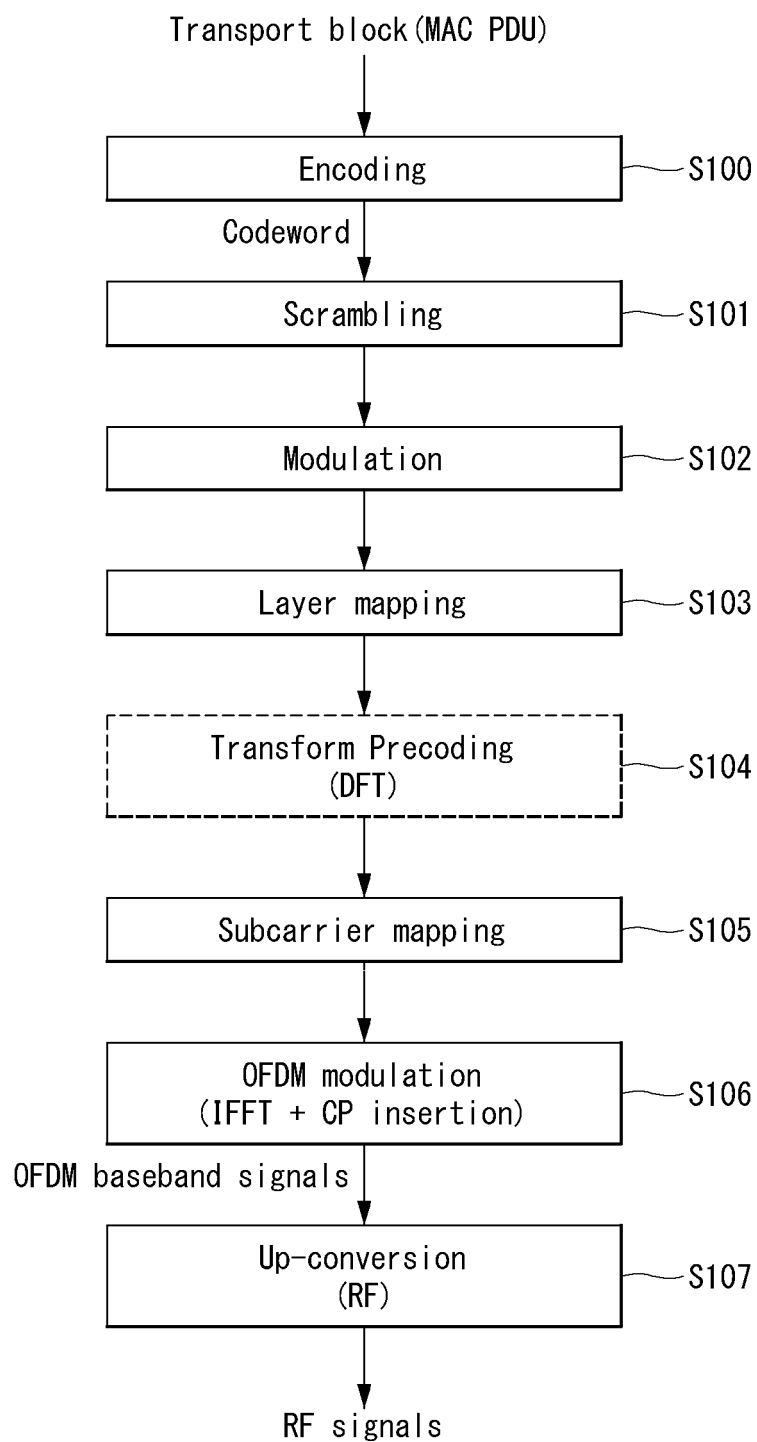 Transport block(MAC PDU)
Encoding
S100
Codeword
Scrambling
S101
Modulation
S102
Layer mapping
S103
Transform Precoding
(DFT)
S104
Subcarrier mapping
S105
OFDM modulation
(IFFT + CP insertion)
S106
OFDM baseband signals
Up-conversion
(RF)
S107
RF signals